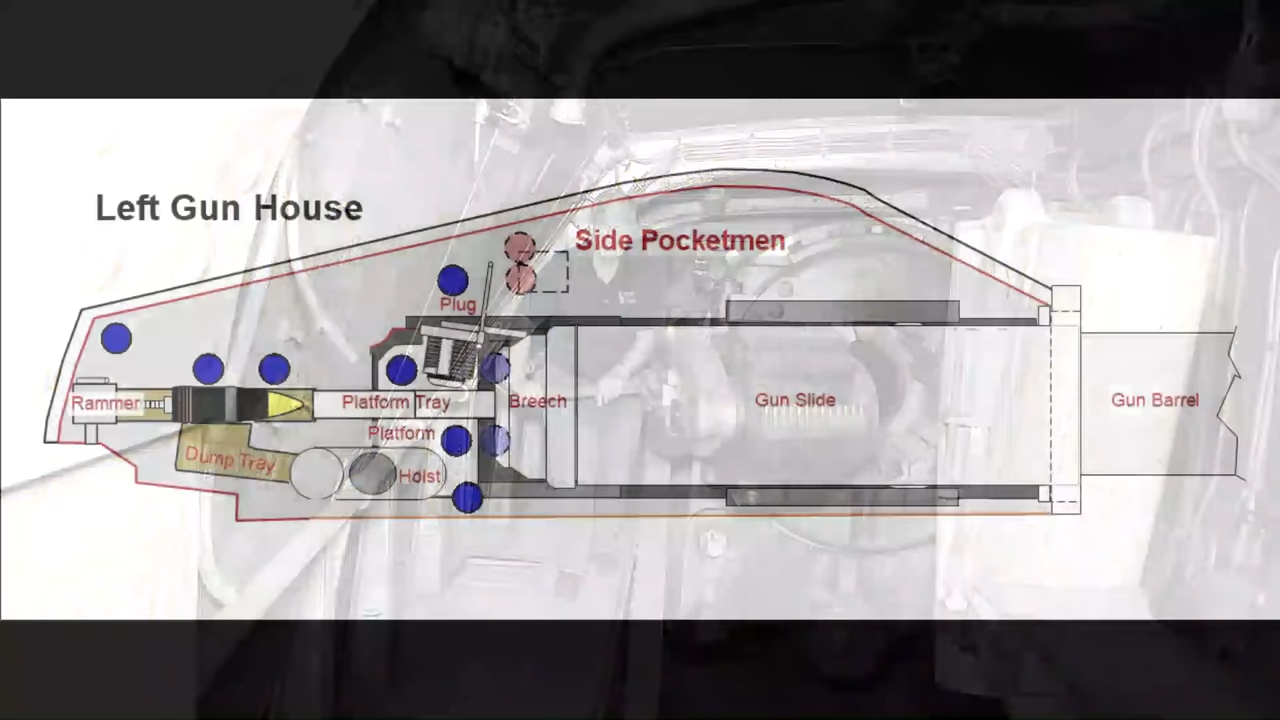 Left Gun House
Side Pocketmen
Plug
Rammer
Platform Tray
Breech
Gun Slide
Gun Barrel
Platform
Dump Tray
Hoist